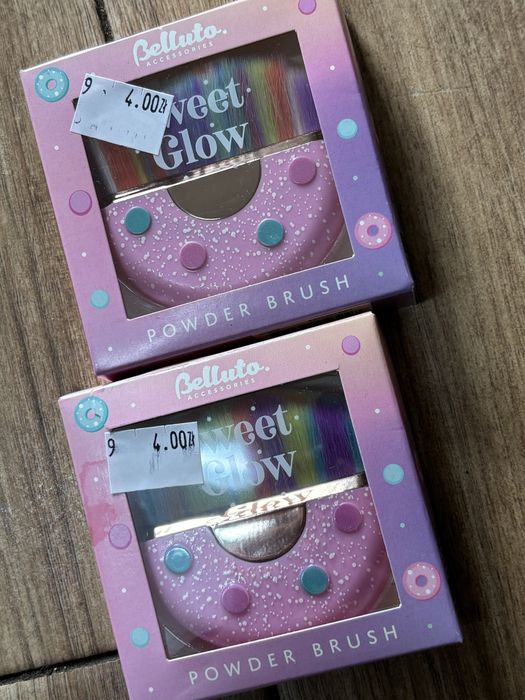 Belluto.
ACCESSORIES
9 4.00zł
weet
Glow
POWDER BRUSH
Belluto.
ACCESSORIES
9 4.00zł
weet
Glow
POWDER BRUSH